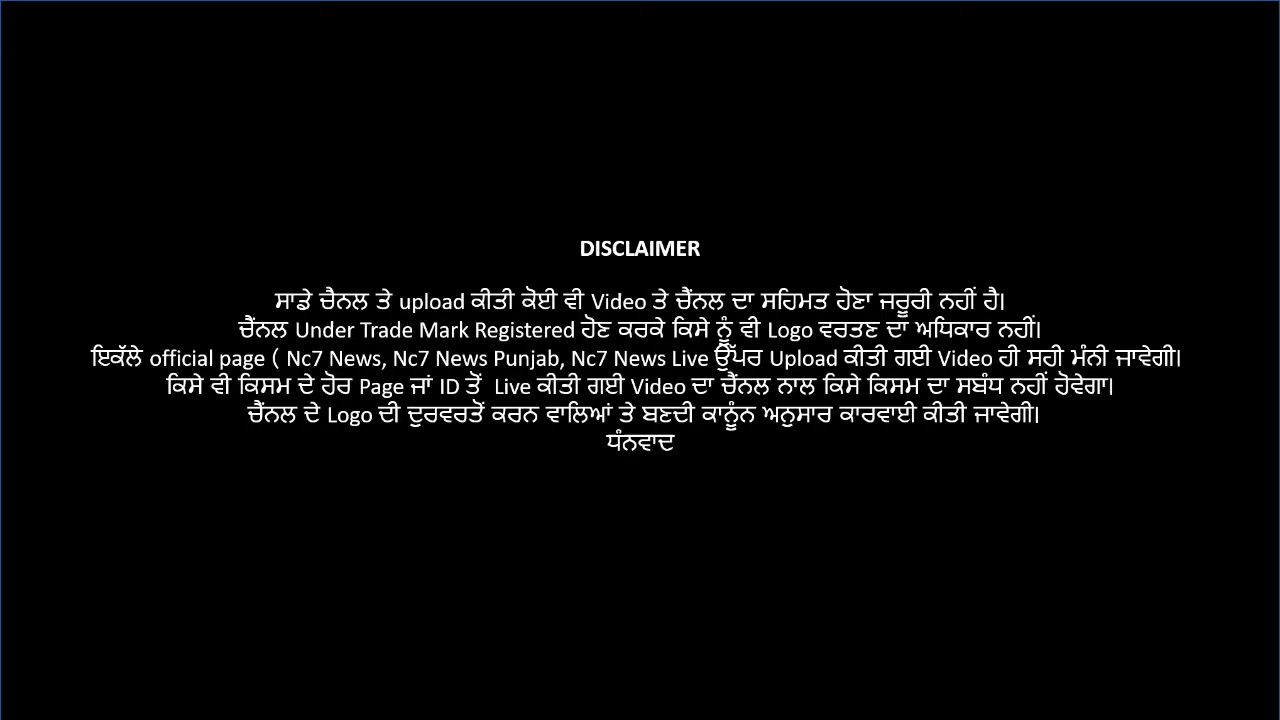 DISCLAIMER
ਸਾਡੇ ਚੈਨਲ ਤੇ upload ਕੀਤੀ ਕੋਈ ਵੀ Video ਤੇ ਚੈਂਨਲ ਦਾ ਸਹਿਮਤ ਹੋਣਾ ਜਰੂਰੀ ਨਹੀਂ ਹੈ।
ਚੈਂਨਲ Under Trade Mark Registered ਹੋਣ ਕਰਕੇ ਕਿਸੇ ਨੂੰ ਵੀ Logo ਵਰਤਣ ਦਾ ਅਧਿਕਾਰ ਨਹੀਂ।
ਇਕੱਲੇ official page ( Nc7 News, Nc7 News Punjab, Nc7 News Live ਉੱਪਰ Upload ਕੀਤੀ ਗਈ Video ਹੀ ਸਹੀ ਮੰਨੀ ਜਾਵੇਗੀ।
ਕਿਸੇ ਵੀ ਕਿਸਮ ਦੇ ਹੋਰ Page ਜਾਂ ID ਤੋਂ Live ਕੀਤੀ ਗਈ Video ਦਾ ਚੈਂਨਲ ਨਾਲ ਕਿਸੇ ਕਿਸਮ ਦਾ ਸਬੰਧ ਨਹੀਂ ਹੋਵੇਗਾ।
ਚੈਂਨਲ ਦੇ Logo ਦੀ ਦੁਰਵਰਤੋਂ ਕਰਨ ਵਾਲਿਆਂ ਤੇ ਬਣਦੀ ਕਾਨੂੰਨ ਅਨੁਸਾਰ ਕਾਰਵਾਈ ਕੀਤੀ ਜਾਵੇਗੀ।
ਧੰਨਵਾਦ